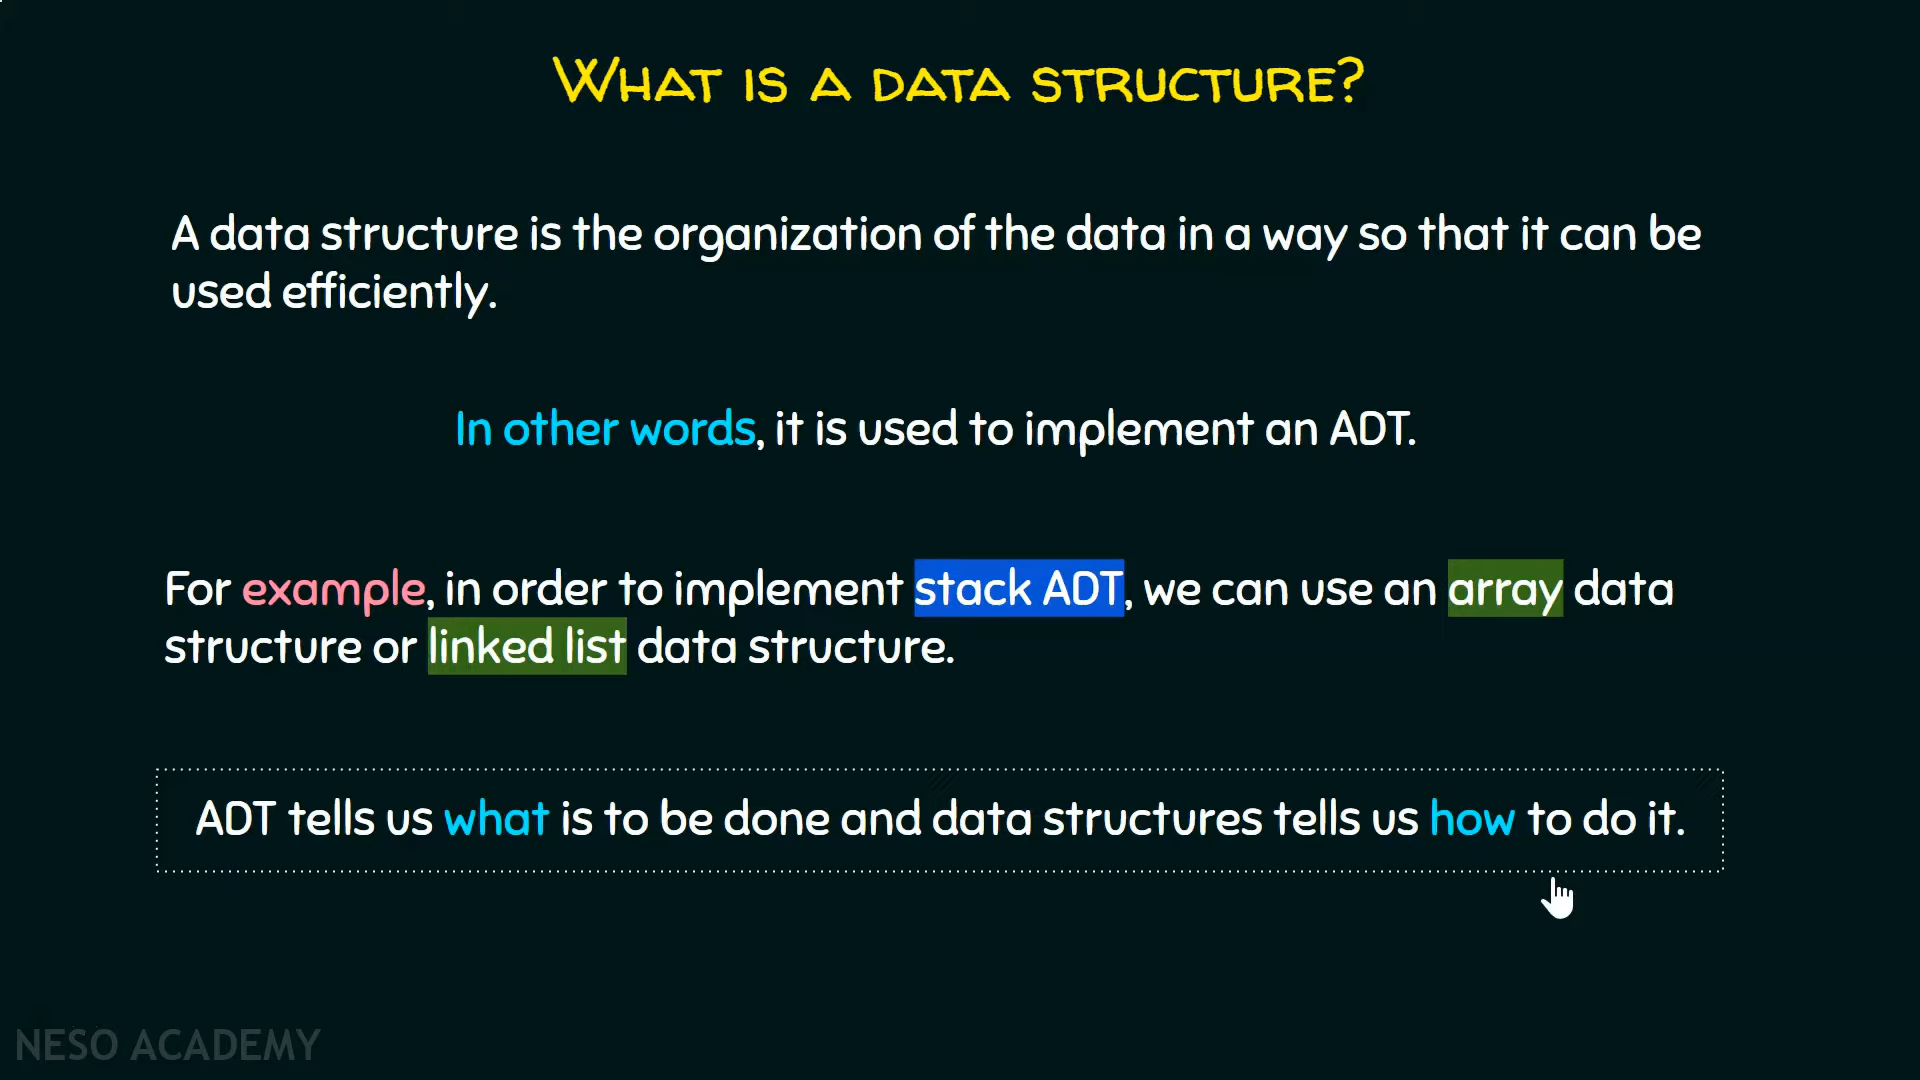 WHAT IS A DATA STRUCTURE?
A data structure is the organization of the data in a way so that it can be
used efficiently.
In other words, it is used to implement an ADT.
For example, in order to implement stack ADT, we can use an array data
structure or linked list data structure.
ADT tells us what is to be done and data structures tells us how to do it.
NESO ACADEMY